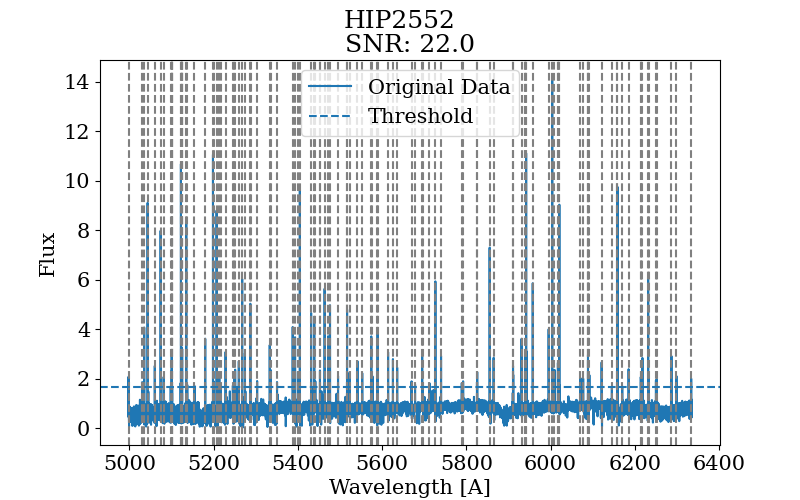 HIP2552
SNR: 22.0
Original Data
Threshold
Flux
14
12
10
8
6
4
2
0
5000 5200 5400 5600 5800 6000 6200 6400
Wavelength [A]